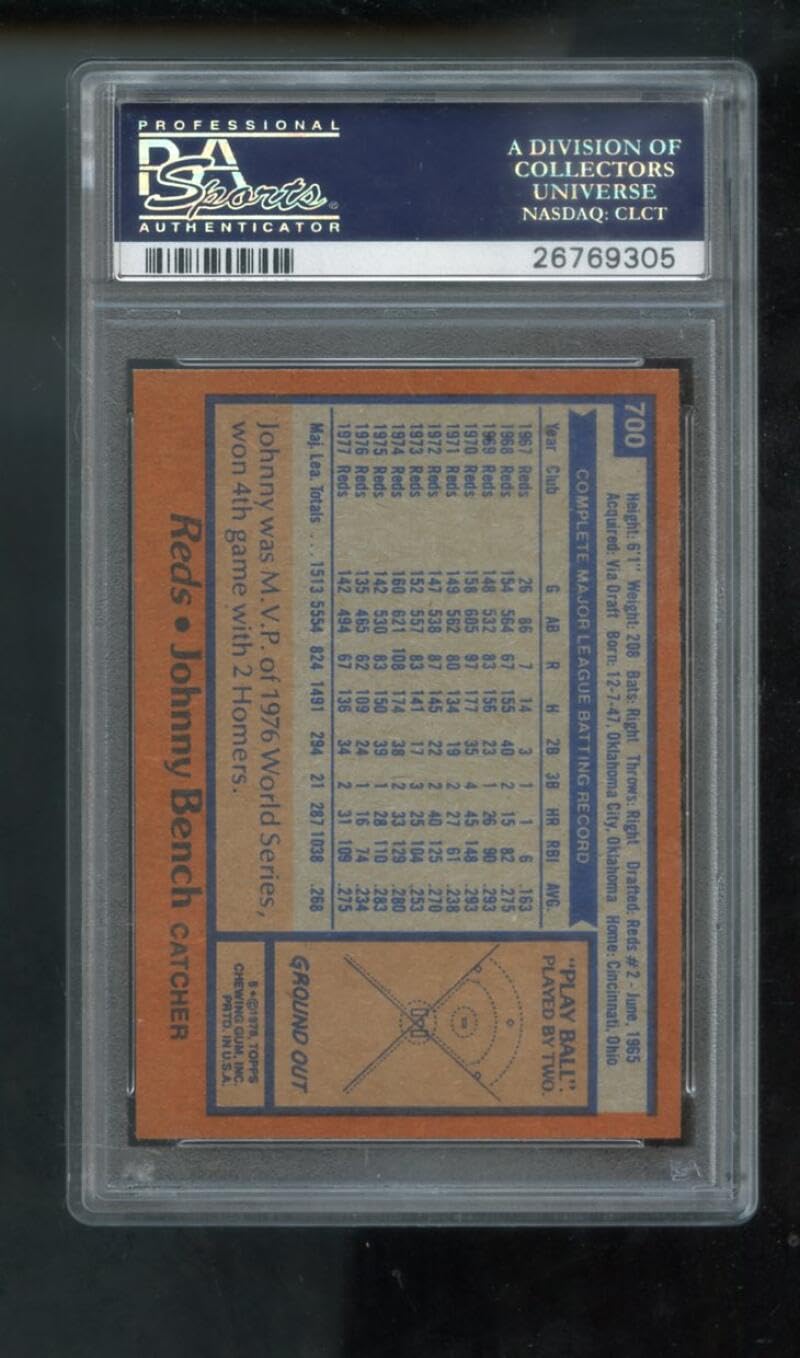 PROFESSIONAL
PSA
Sports®
AUTHENTICATOR
A DIVISION OF
COLLECTORS
UNIVERSE
NASDAQ: CLCT
26769305
700
Height: 6'1" Weight: 208 Bats: Right Throws: Right Drafted: Reds #2 - June, 1965
Acquired: Via Draft Born: 12-7-47, Oklahoma City, Oklahoma Home: Cincinnati, Ohio
COMPLETE MAJOR LEAGUE BATTING RECORD
Year Club G AB R H 2B 3B HR RBI AVG.
1967 Reds 26 86 7 14 3 1 1 6 .163
1968 Reds 154 564 67 155 40 2 15 82 .275
1969 Reds 148 532 83 156 23 1 26 90 .293
1970 Reds 158 605 97 177 35 4 45 148 .293
1971 Reds 149 562 80 134 19 2 27 61 .238
1972 Reds 147 538 87 145 22 2 40 125 .270
1973 Reds 152 557 83 141 17 3 25 104 .253
1974 Reds 160 621 108 174 38 2 33 129 .280
1975 Reds 142 530 83 150 39 1 28 110 .283
1976 Reds 135 465 62 109 24 1 16 74 .234
1977 Reds 142 494 67 136 34 2 31 109 .275
Maj. Lea. Totals . . . 1513 5554 824 1491 294 21 287 1038 .268
Johnny was M.V.P. of 1976 World Series,
won 4th game with 2 Homers.
"PLAY BALL".
PLAYED BY TWO.
GROUND OUT
©1978 TOPPS
CHEWING GUM, INC.
PRTD. IN U.S.A.
Reds • Johnny Bench CATCHER